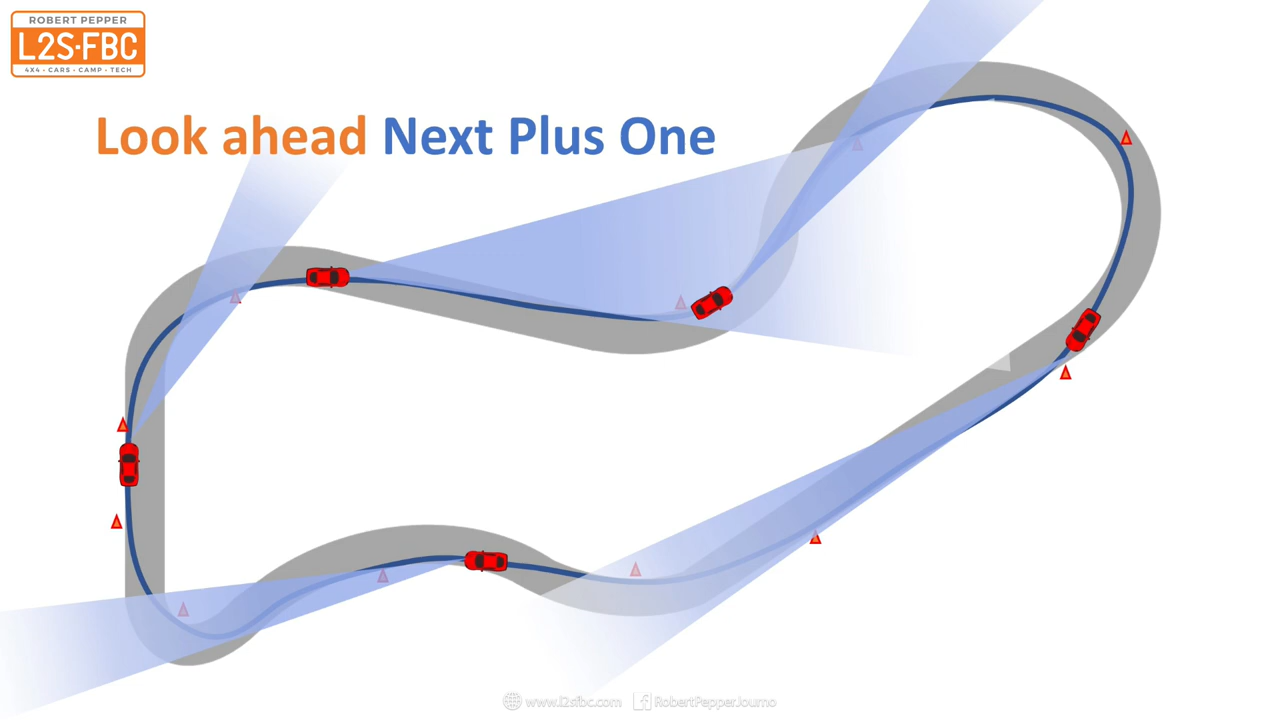 ROBERT PEPPER
L2S·FBC
4X4 • CARS • CAMP • TECH
Look ahead Next Plus One
www.l2sfbc.com RobertPepperJourno